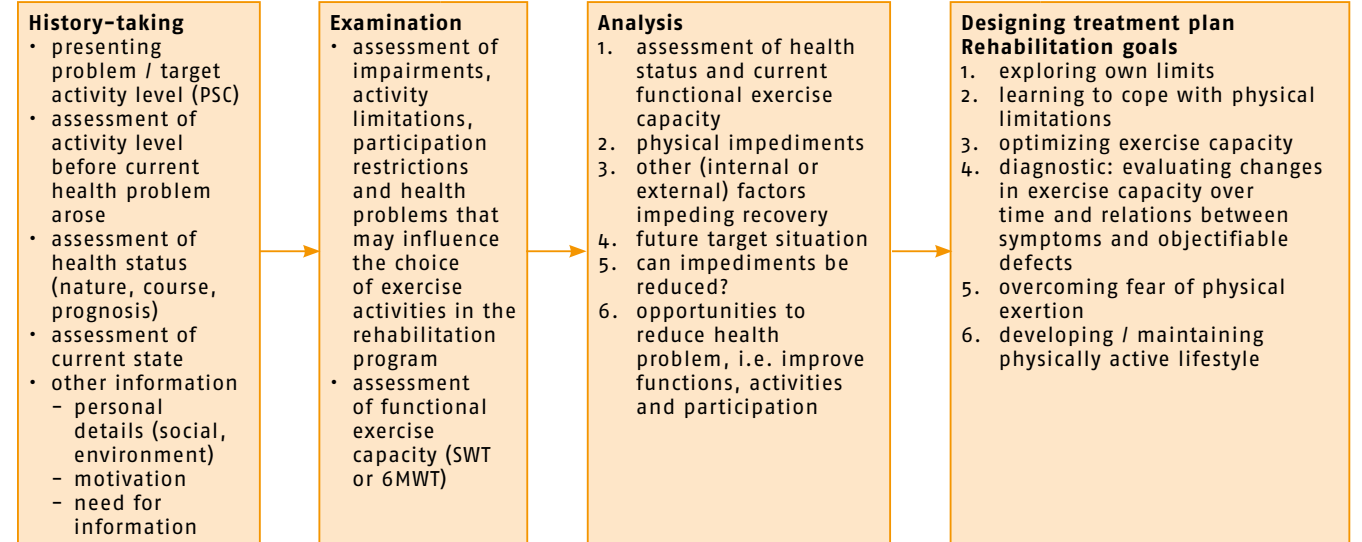 History-taking
• presenting
problem / target
activity level (PSC)
• assessment of
activity level
before current
health problem
arose
• assessment of
health status
(nature, course,
prognosis)
• assessment of
current state
• other information
– personal
details (social,
environment)
– motivation
– need for
information
Examination
• assessment of
impairments,
activity
limitations,
participation
restrictions
and health
problems that
may influence
the choice
of exercise
activities in the
rehabilitation
program
• assessment
of functional
exercise
capacity (SWT
or 6MWT)
Analysis
1. assessment of health
status and current
functional exercise
capacity
2. physical impediments
3. other (internal or
external) factors
impeding recovery
4. future target situation
5. can impediments be
reduced?
6. opportunities to
reduce health
problem, i.e. improve
functions, activities
and participation
Designing treatment plan
Rehabilitation goals
1. exploring own limits
2. learning to cope with physical
limitations
3. optimizing exercise capacity
4. diagnostic: evaluating changes
in exercise capacity over
time and relations between
symptoms and objectifiable
defects
5. overcoming fear of physical
exertion
6. developing / maintaining
physically active lifestyle